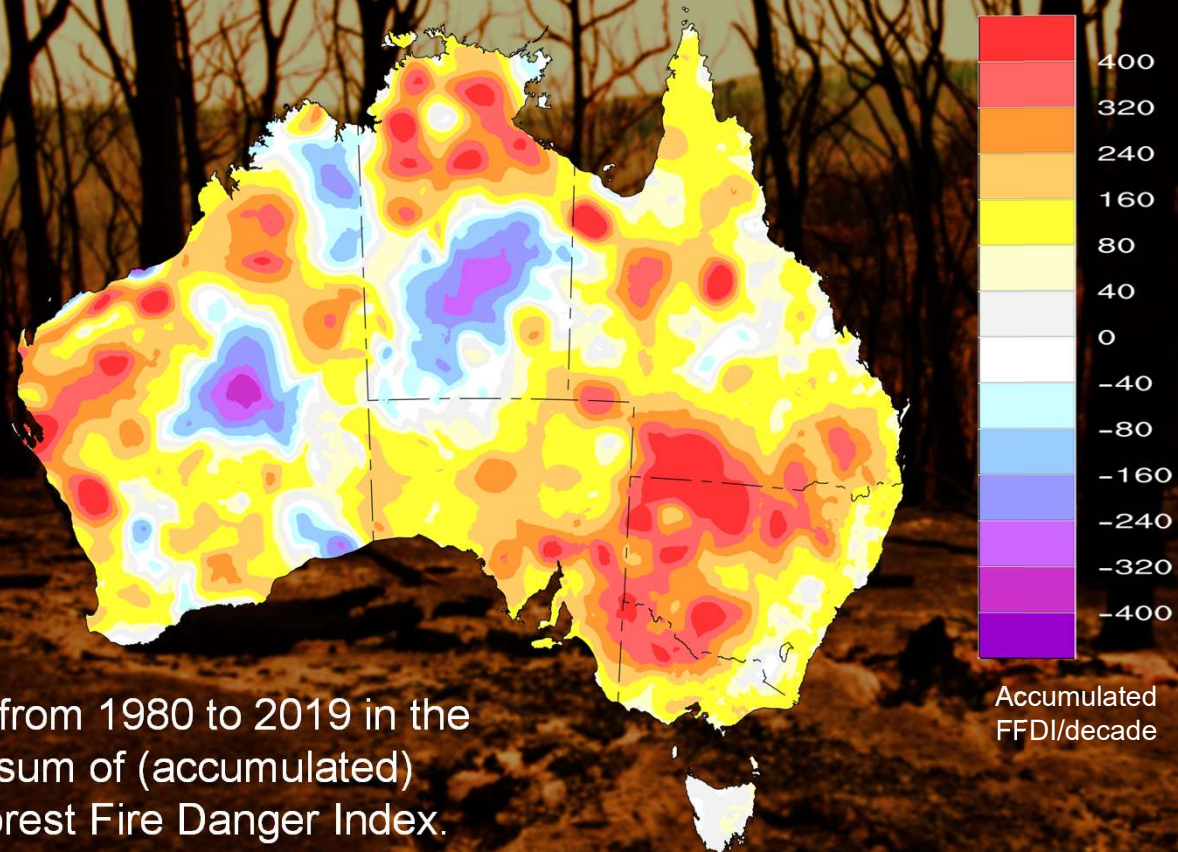 400
320
240
160
80
40
0
-40
-80
-160
-240
-320
-400
Accumulated
FFDI/decade
from 1980 to 2019 in the
sum of (accumulated)
Forest Fire Danger Index.